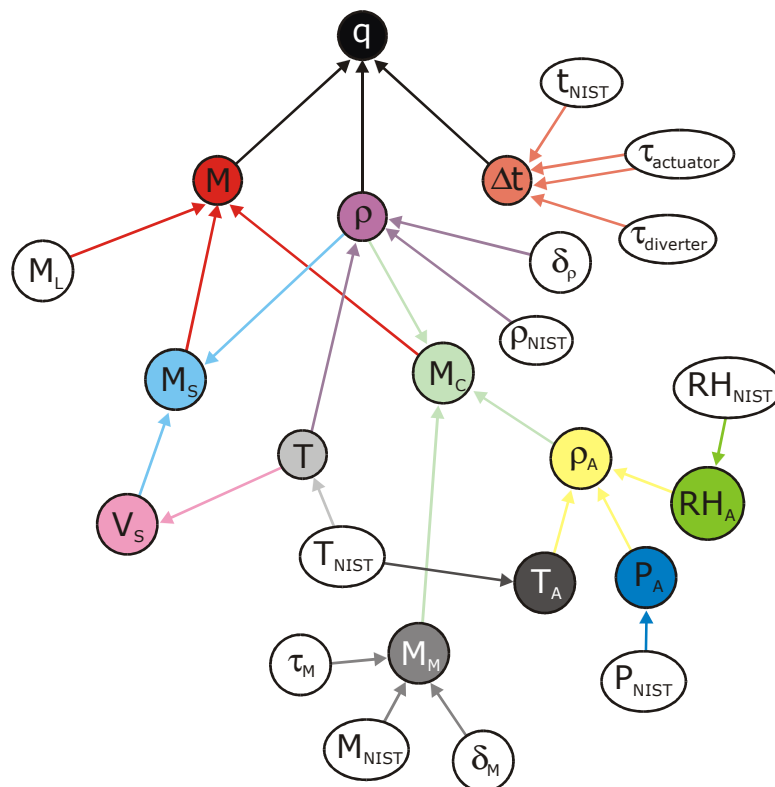 q
t_NIST
τ_actuator
M
Δt
ρ
τ_diverter
M_L
δ_ρ
ρ_NIST
M_S
M_C
RH_NIST
T
ρ_A
RH_A
V_S
T_NIST
T_A
P_A
τ_M
M_M
P_NIST
M_NIST
δ_M